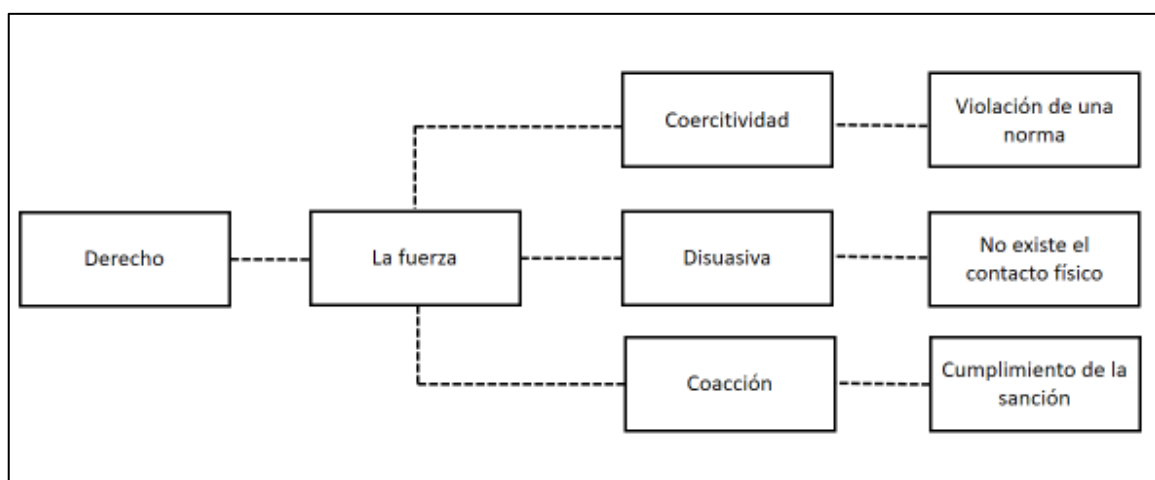 Coercitividad
Violación de una
norma
Derecho
La fuerza
Disuasiva
No existe el
contacto físico
Coacción
Cumplimiento de la
sanción